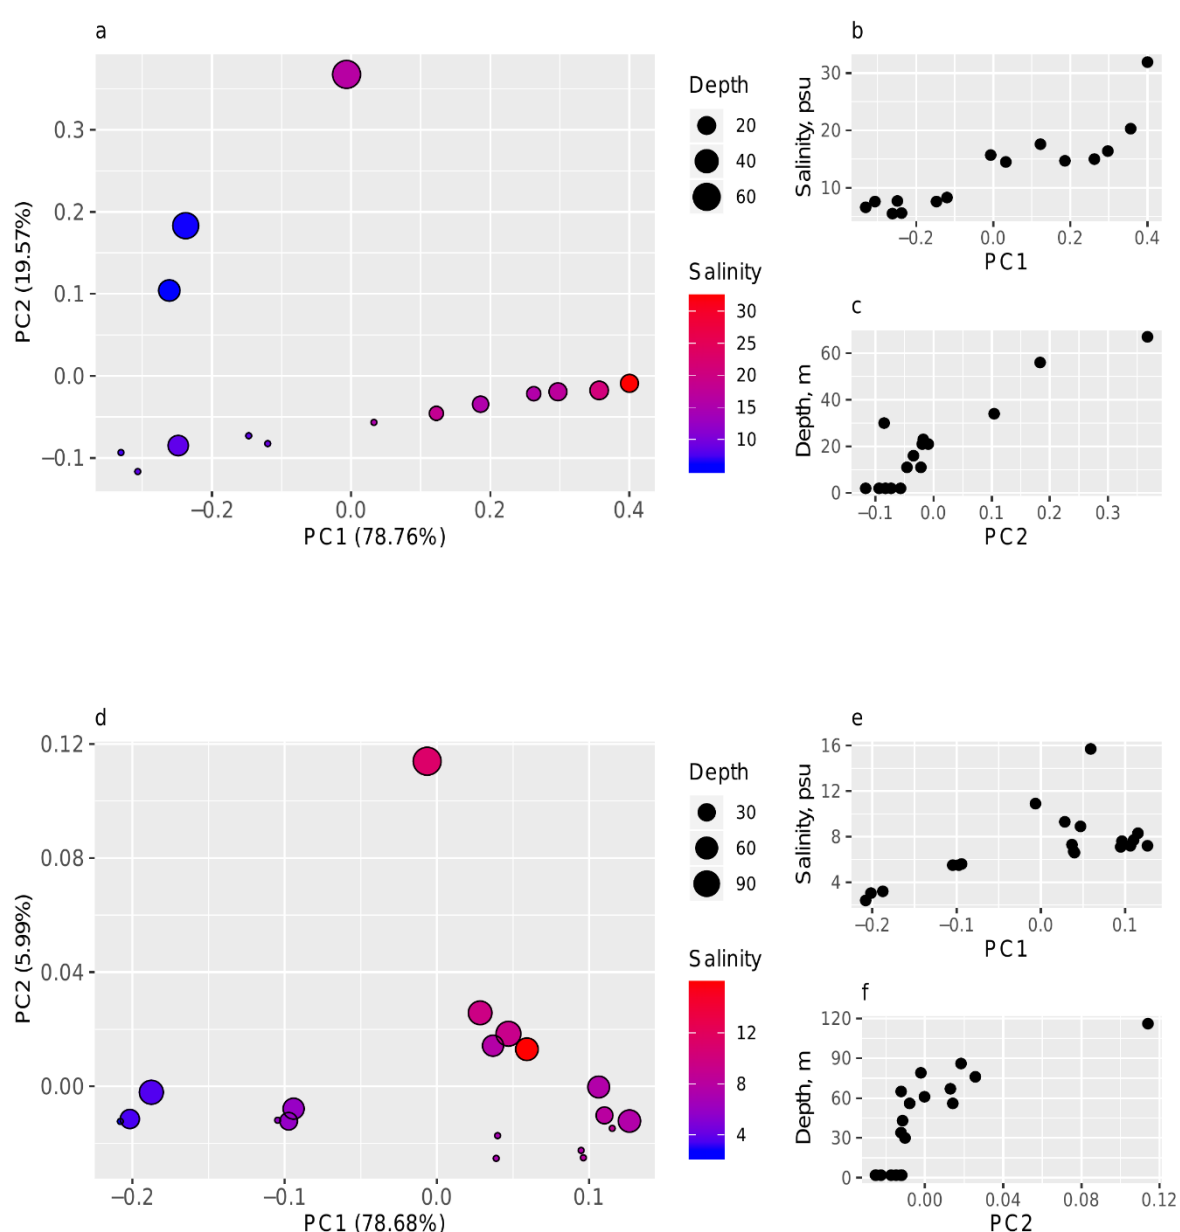 a
PC2 (19.57%)
0.3
0.2
0.1
0.0
−0.1
−0.2
0.0
0.2
0.4
PC1 (78.76%)
Depth
20
40
60
Salinity
30
25
20
15
10
b
Salinity, psu
30
20
10
−0.2
0.0
0.2
0.4
PC1
c
Depth, m
60
40
20
0
−0.1
0.0
0.1
0.2
0.3
PC2
d
PC2 (5.99%)
0.12
0.08
0.04
0.00
−0.2
−0.1
0.0
0.1
PC1 (78.68%)
Depth
30
60
90
Salinity
12
8
4
e
Salinity, psu
16
12
8
4
−0.2
−0.1
0.0
0.1
PC1
f
Depth, m
120
90
60
30
0
0.00
0.04
0.08
0.12
PC2